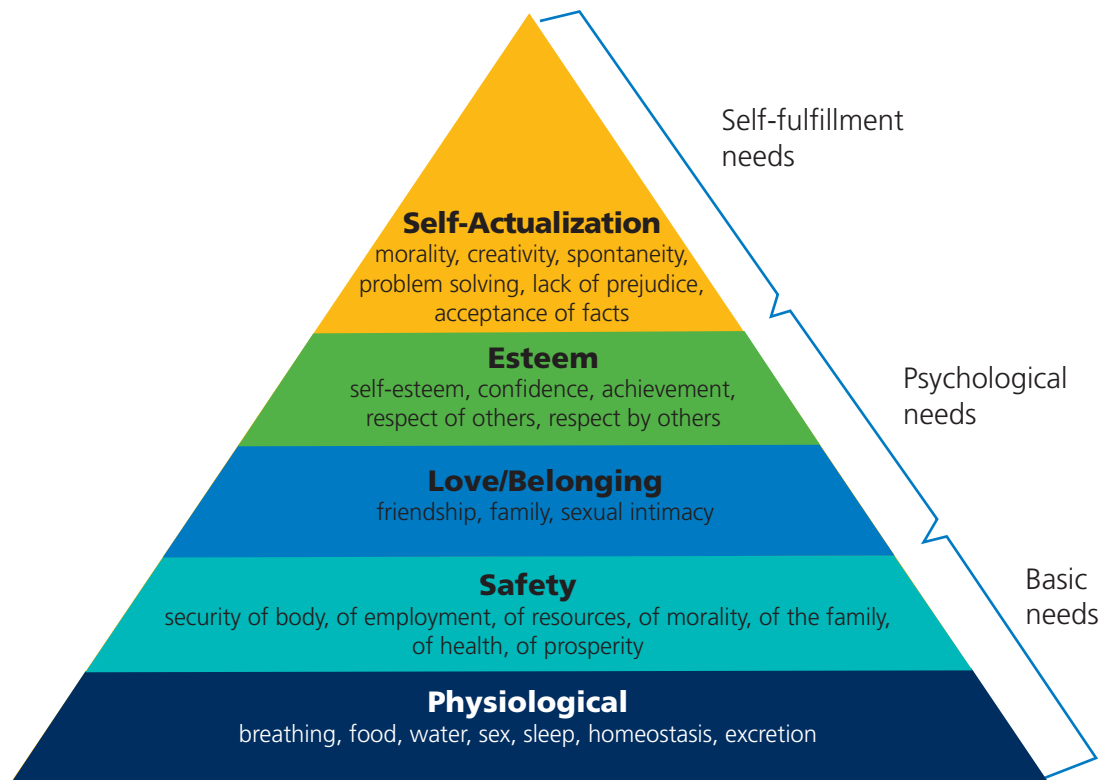 Self-fulfillment
needs
Self-Actualization
morality, creativity, spontaneity,
problem solving, lack of prejudice,
acceptance of facts
Esteem
self-esteem, confidence, achievement,
respect of others, respect by others
Psychological
needs
Love/Belonging
friendship, family, sexual intimacy
Safety
security of body, of employment, of resources, of morality, of the family,
of health, of prosperity
Basic
needs
Physiological
breathing, food, water, sex, sleep, homeostasis, excretion